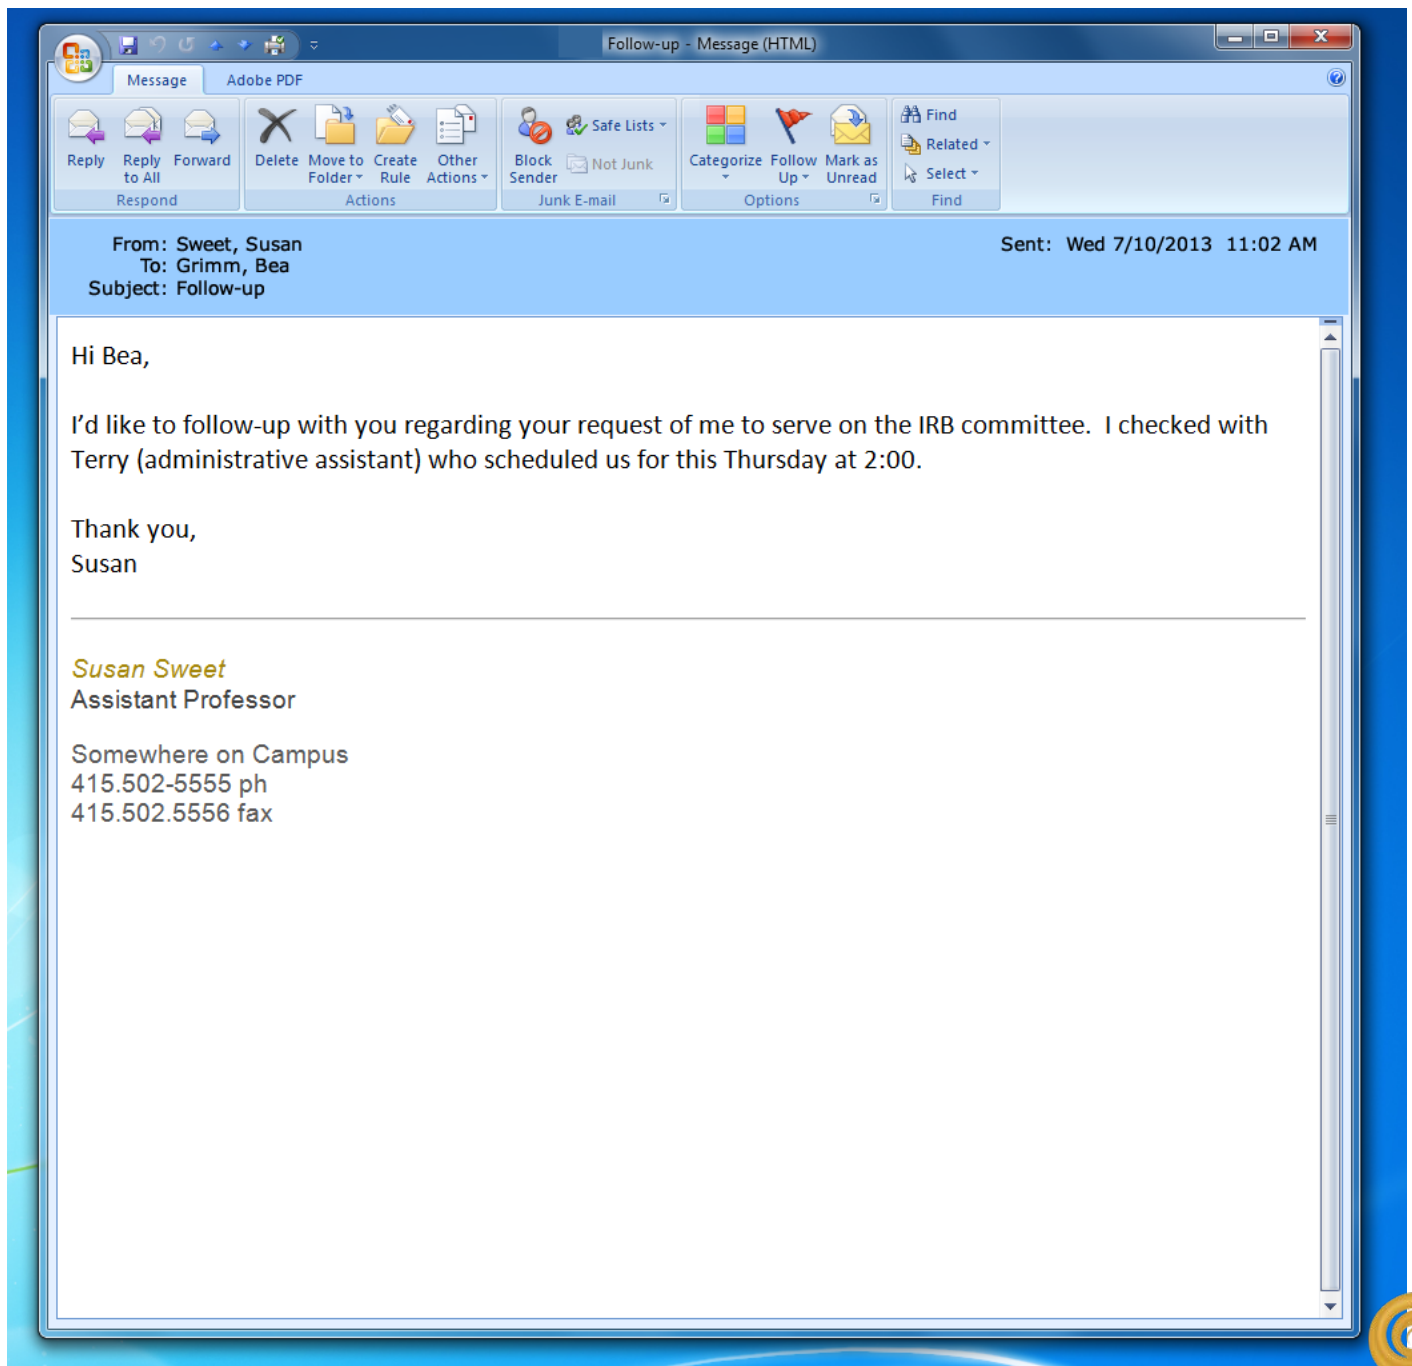 Follow-up - Message (HTML)
Message Adobe PDF
Reply Reply to All Forward Delete Move to Folder Create Rule Other Actions Block Sender Safe Lists Not Junk Categorize Follow Up Mark as Unread Find Related Select
Respond Actions Junk E-mail Options Find
From: Sweet, Susan Sent: Wed 7/10/2013 11:02 AM
To: Grimm, Bea
Subject: Follow-up
Hi Bea,
I’d like to follow-up with you regarding your request of me to serve on the IRB committee. I checked with
Terry (administrative assistant) who scheduled us for this Thursday at 2:00.
Thank you,
Susan
Susan Sweet
Assistant Professor
Somewhere on Campus
415.502-5555 ph
415.502.5556 fax